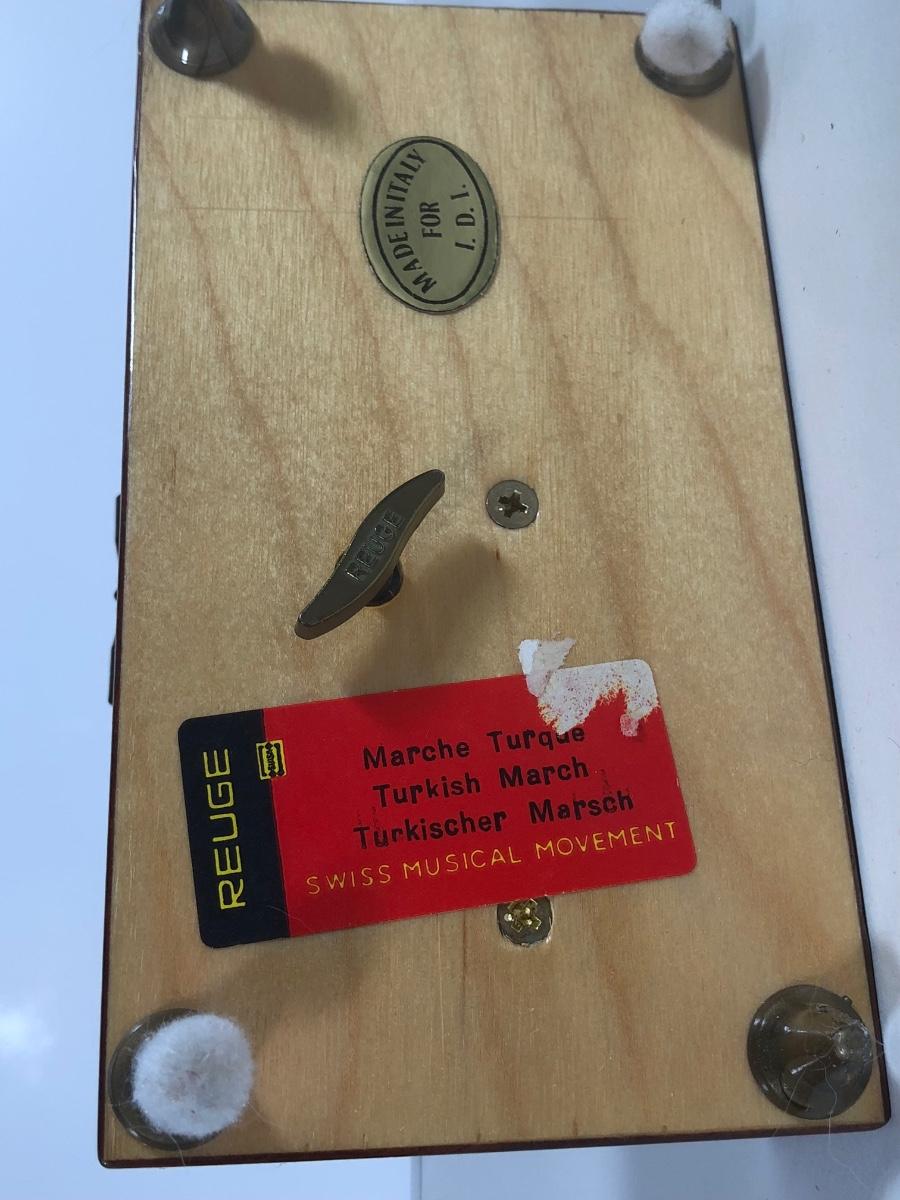 MADE IN ITALY
FOR
I. D. I.
REUGE
REUGE
Marche Turque
Turkish March
Turkischer Marsch
SWISS MUSICAL MOVEMENT